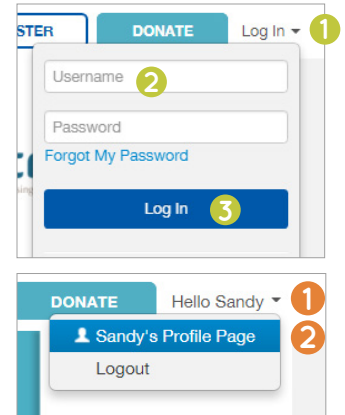 STER DONATE Log In 1
Username 2
Password
Forgot My Password
Log In 3
DONATE Hello Sandy 1
Sandy's Profile Page 2
Logout